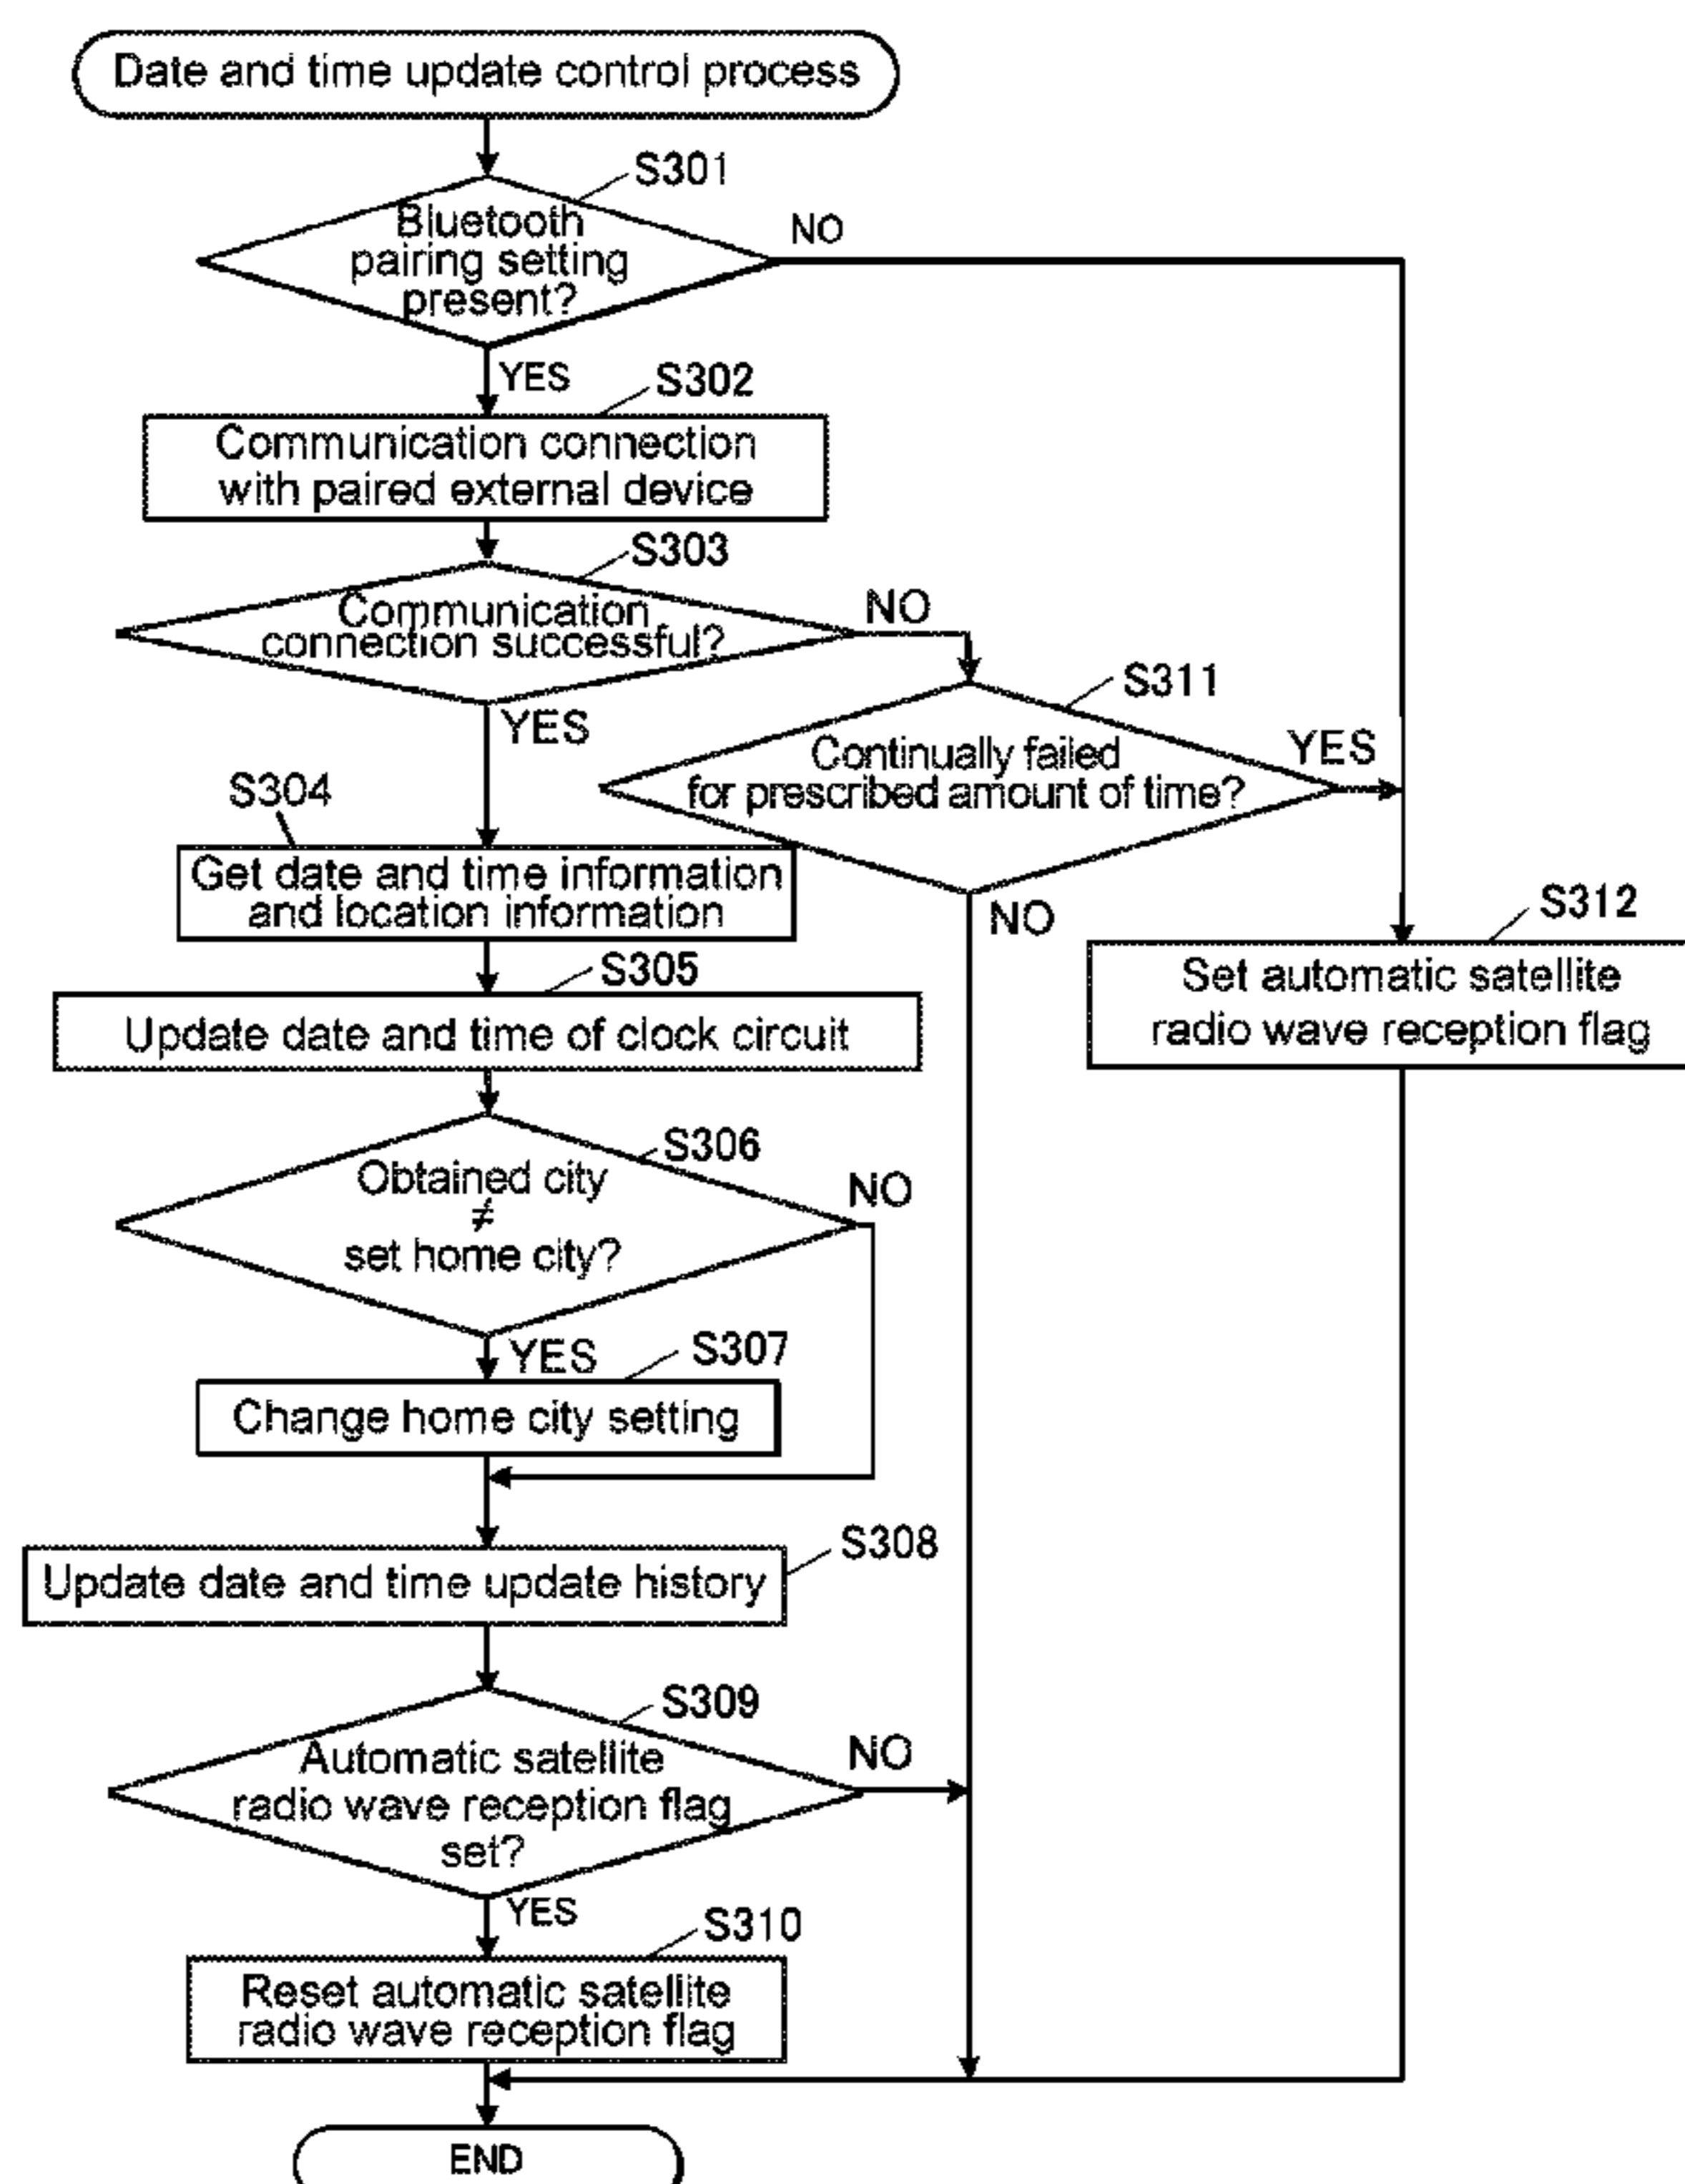 Date and time update control process
S301
Bluetooth
pairing setting
present?
NO
YES
S302
Communication connection
with paired external device
S303
Communication
connection successful?
NO
YES
S311
Continually failed
for prescribed amount of time?
YES
NO
S304
Get date and time information
and location information
S312
Set automatic satellite
radio wave reception flag
S305
Update date and time of clock circuit
S306
Obtained city
≠
set home city?
NO
YES
S307
Change home city setting
S308
Update date and time update history
S309
Automatic satellite
radio wave reception flag
set?
NO
YES
S310
Reset automatic satellite
radio wave reception flag
END